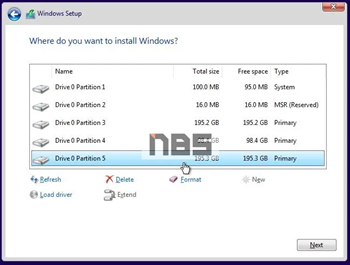 Windows Setup
Where do you want to install Windows?
Name Total size Free space Type
Drive 0 Partition 1 100.0 MB 95.0 MB System
Drive 0 Partition 2 16.0 MB 16.0 MB MSR (Reserved)
Drive 0 Partition 3 195.2 GB 195.2 GB Primary
Drive 0 Partition 4 98.4 GB Primary
Drive 0 Partition 5 195.3 GB 195.3 GB Primary
NBS
Refresh Delete Format New
Load driver Extend
Next